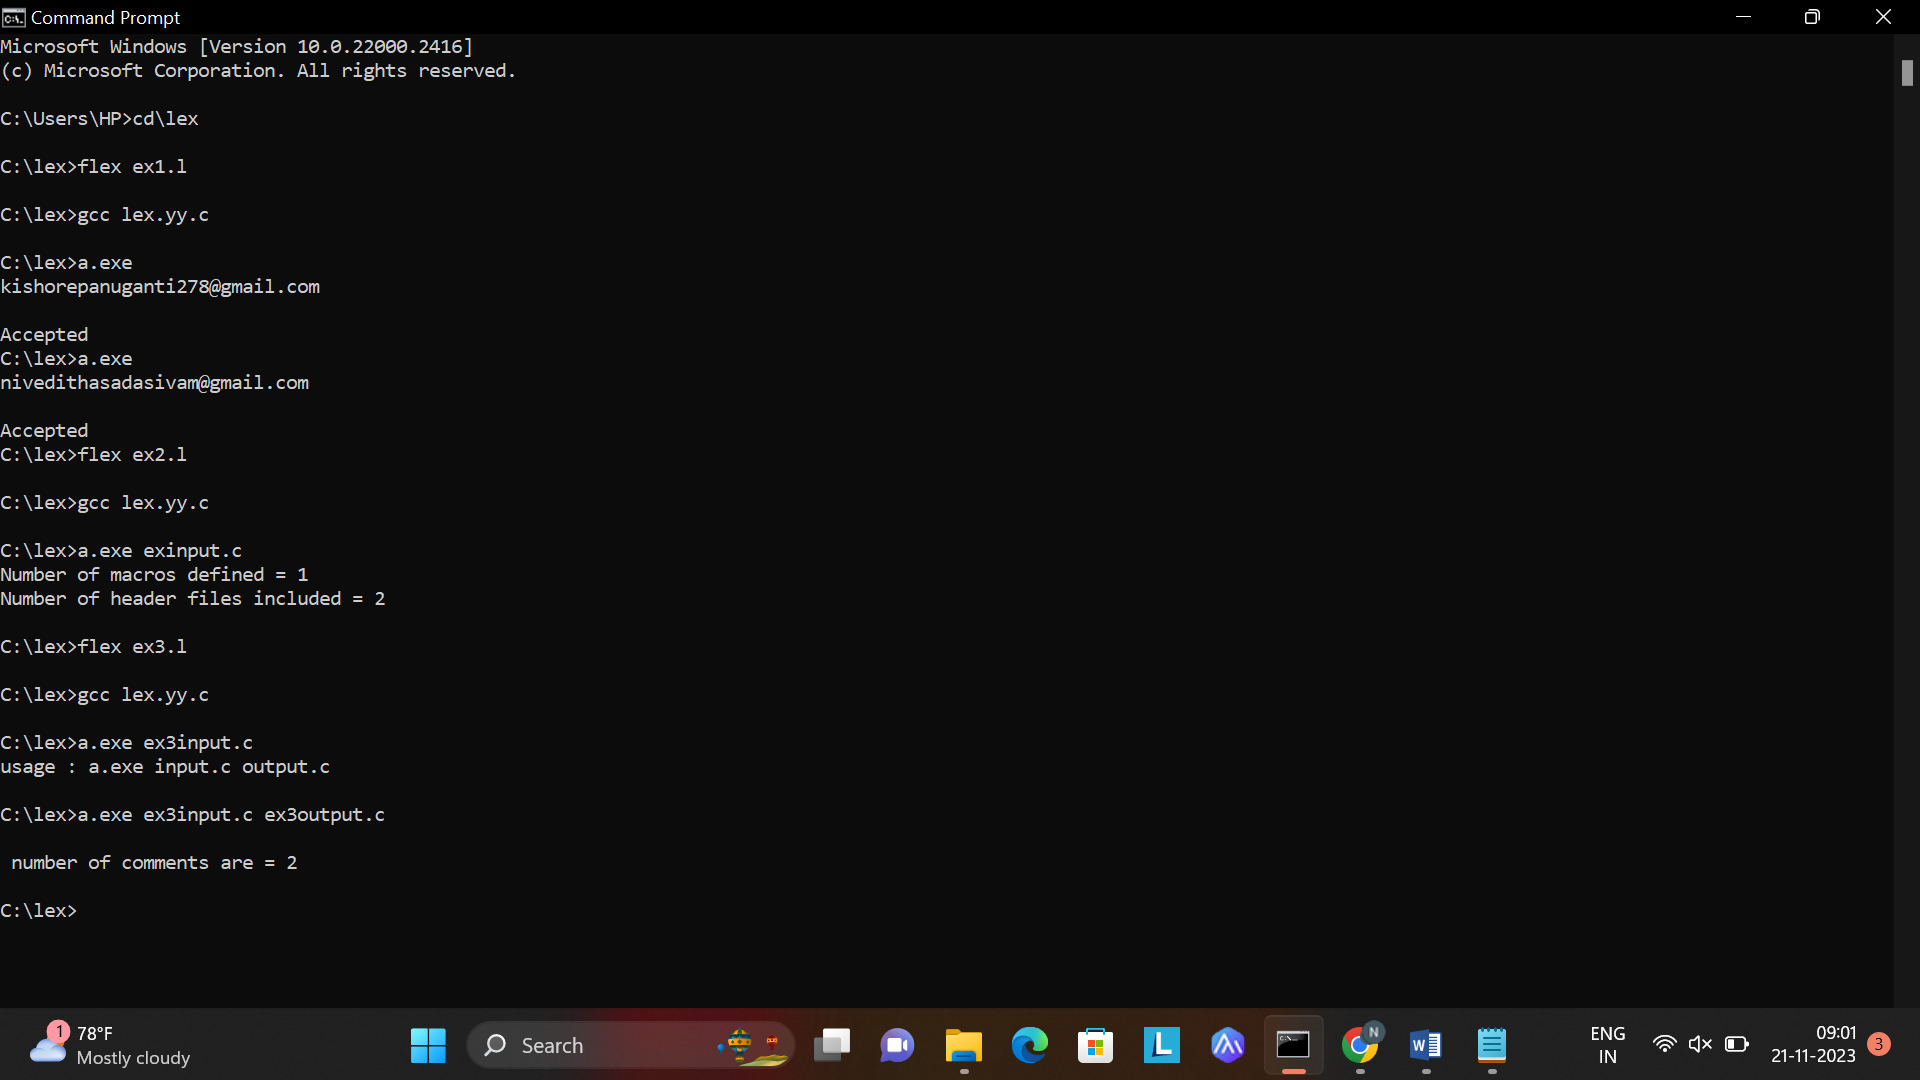 Command Prompt
Microsoft Windows [Version 10.0.22000.2416]
(c) Microsoft Corporation. All rights reserved.
C:\Users\HP>cd\lex
C:\lex>flex ex1.l
C:\lex>gcc lex.yy.c
C:\lex>a.exe
kishorepanuganti278@gmail.com
Accepted
C:\lex>a.exe
nivedithasadasivam@gmail.com
Accepted
C:\lex>flex ex2.l
C:\lex>gcc lex.yy.c
C:\lex>a.exe exinput.c
Number of macros defined = 1
Number of header files included = 2
C:\lex>flex ex3.l
C:\lex>gcc lex.yy.c
C:\lex>a.exe ex3input.c
usage : a.exe input.c output.c
C:\lex>a.exe ex3input.c ex3output.c
 number of comments are = 2
C:\lex>
1
78°F
Mostly cloudy
Search
L
N
W
ENG
IN
09:01
21-11-2023
3